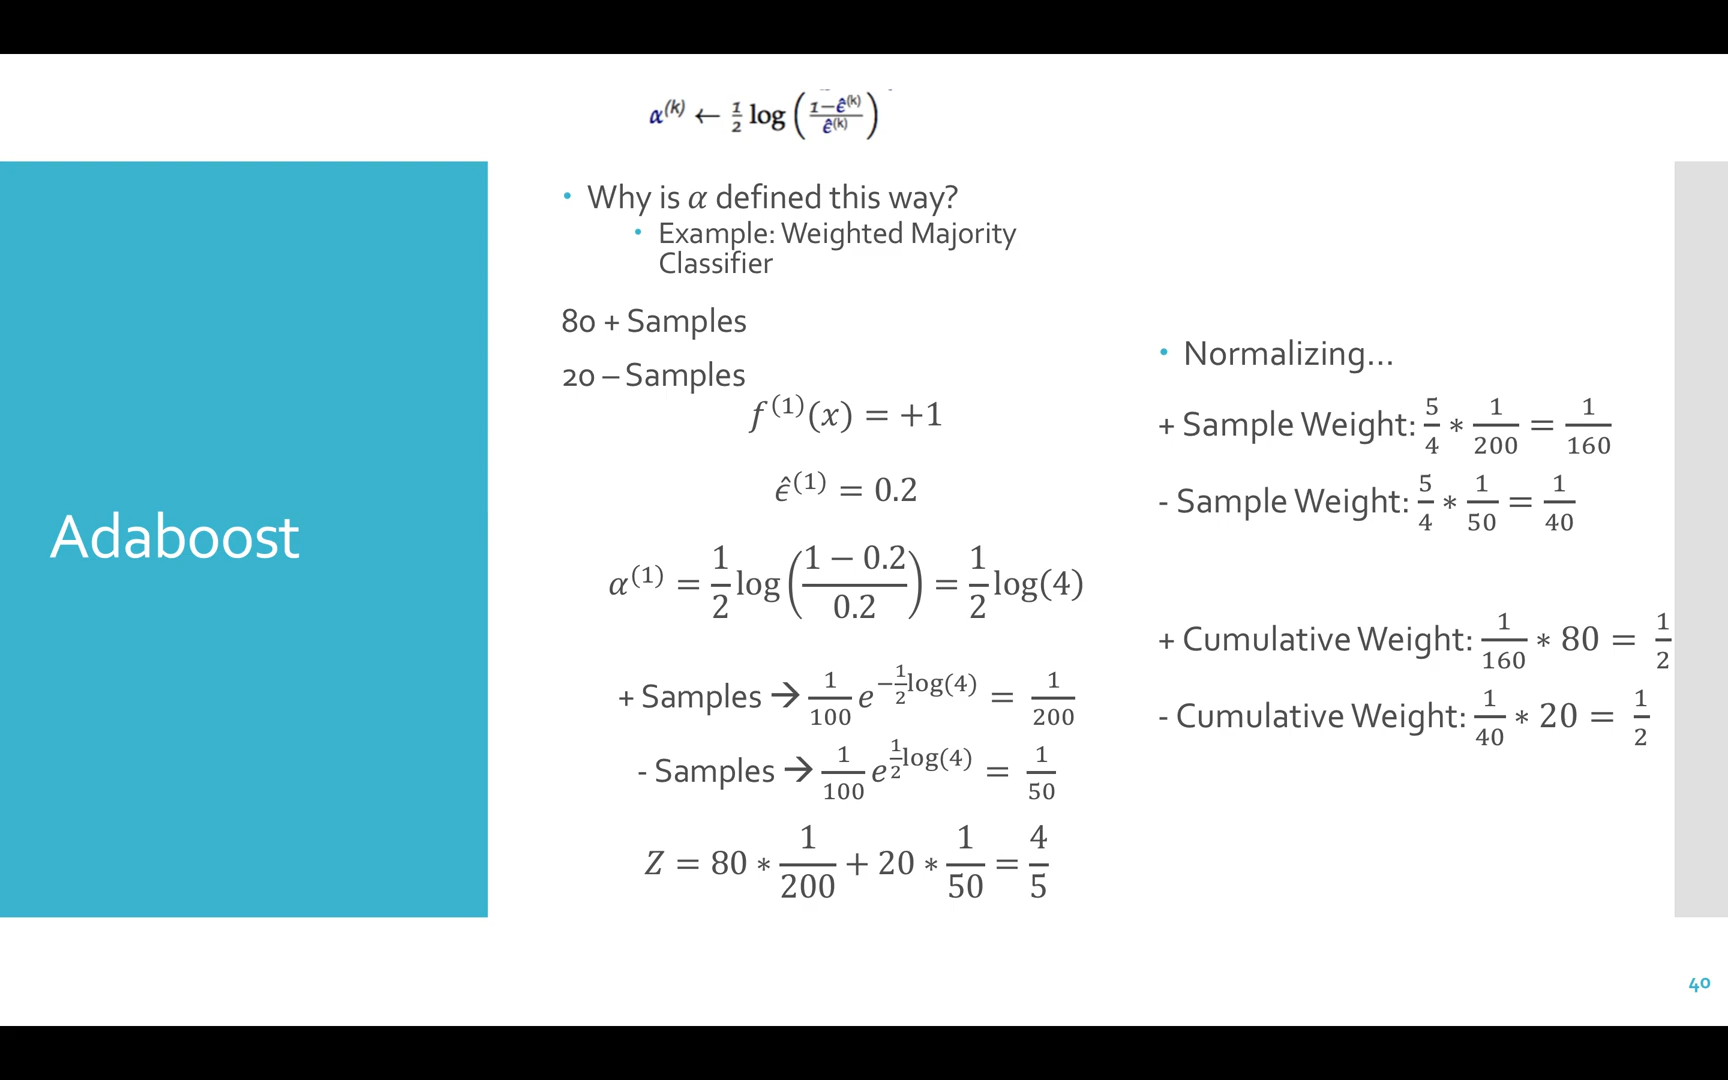 α^(k) ← 1/2 log((1−ε̂^(k))/ε̂^(k))
Adaboost
• Why is α defined this way?
• Example: Weighted Majority
Classifier
80 + Samples
20 – Samples
f^(1)(x) = +1
ε̂^(1) = 0.2
α^(1) = 1/2 log((1 − 0.2)/0.2) = 1/2 log(4)
+ Samples → 1/100 e^(−1/2 log(4)) = 1/200
- Samples → 1/100 e^(1/2 log(4)) = 1/50
Z = 80 * 1/200 + 20 * 1/50 = 4/5
• Normalizing...
+ Sample Weight: 5/4 * 1/200 = 1/160
- Sample Weight: 5/4 * 1/50 = 1/40
+ Cumulative Weight: 1/160 * 80 = 1/2
- Cumulative Weight: 1/40 * 20 = 1/2
40